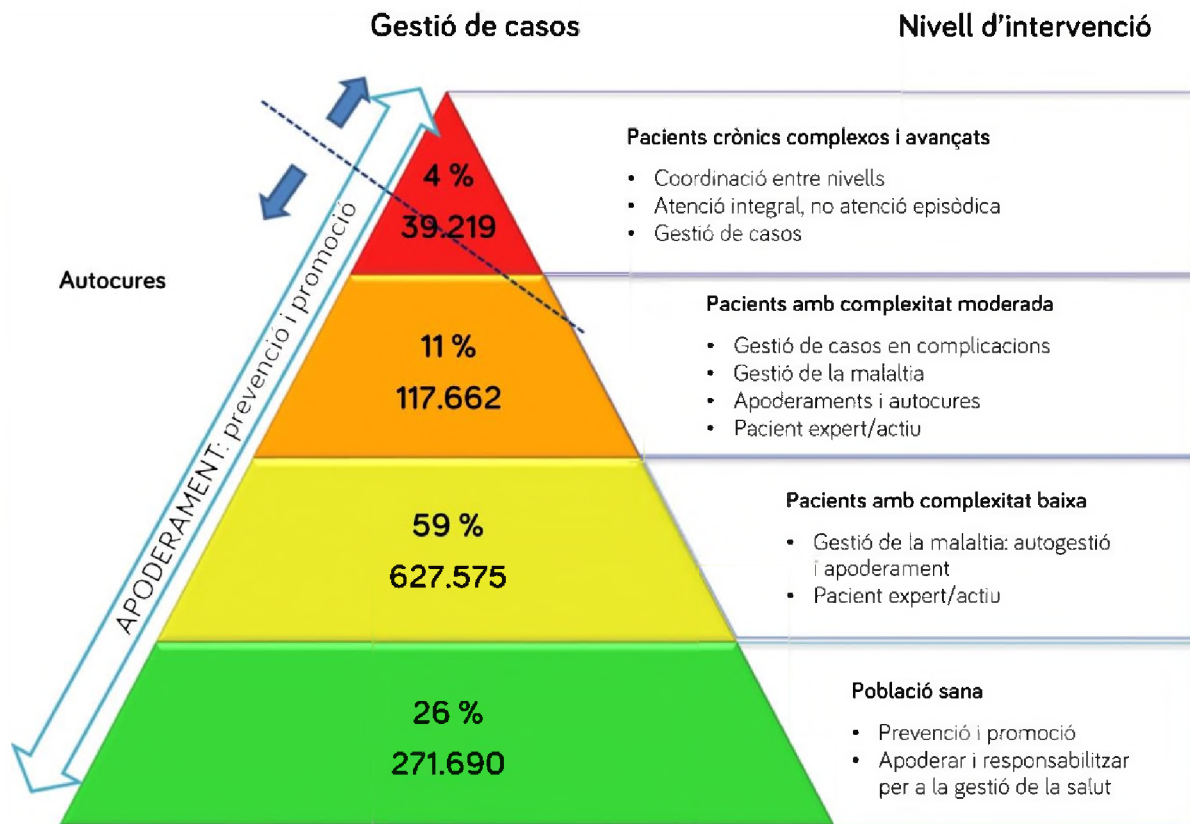 Gestió de casos
Nivell d'intervenció
Autocures
APODERAMENT: prevenció i promoció
4 %
39.219
Pacients crònics complexos i avançats
• Coordinació entre nivells
• Atenció integral, no atenció episòdica
• Gestió de casos
11 %
117.662
Pacients amb complexitat moderada
• Gestió de casos en complicacions
• Gestió de la malaltia
• Apoderaments i autocures
• Pacient expert/actiu
59 %
627.575
Pacients amb complexitat baixa
• Gestió de la malaltia: autogestió
i apoderament
• Pacient expert/actiu
26 %
271.690
Població sana
• Prevenció i promoció
• Apoderar i responsabilitzar
per a la gestió de la salut